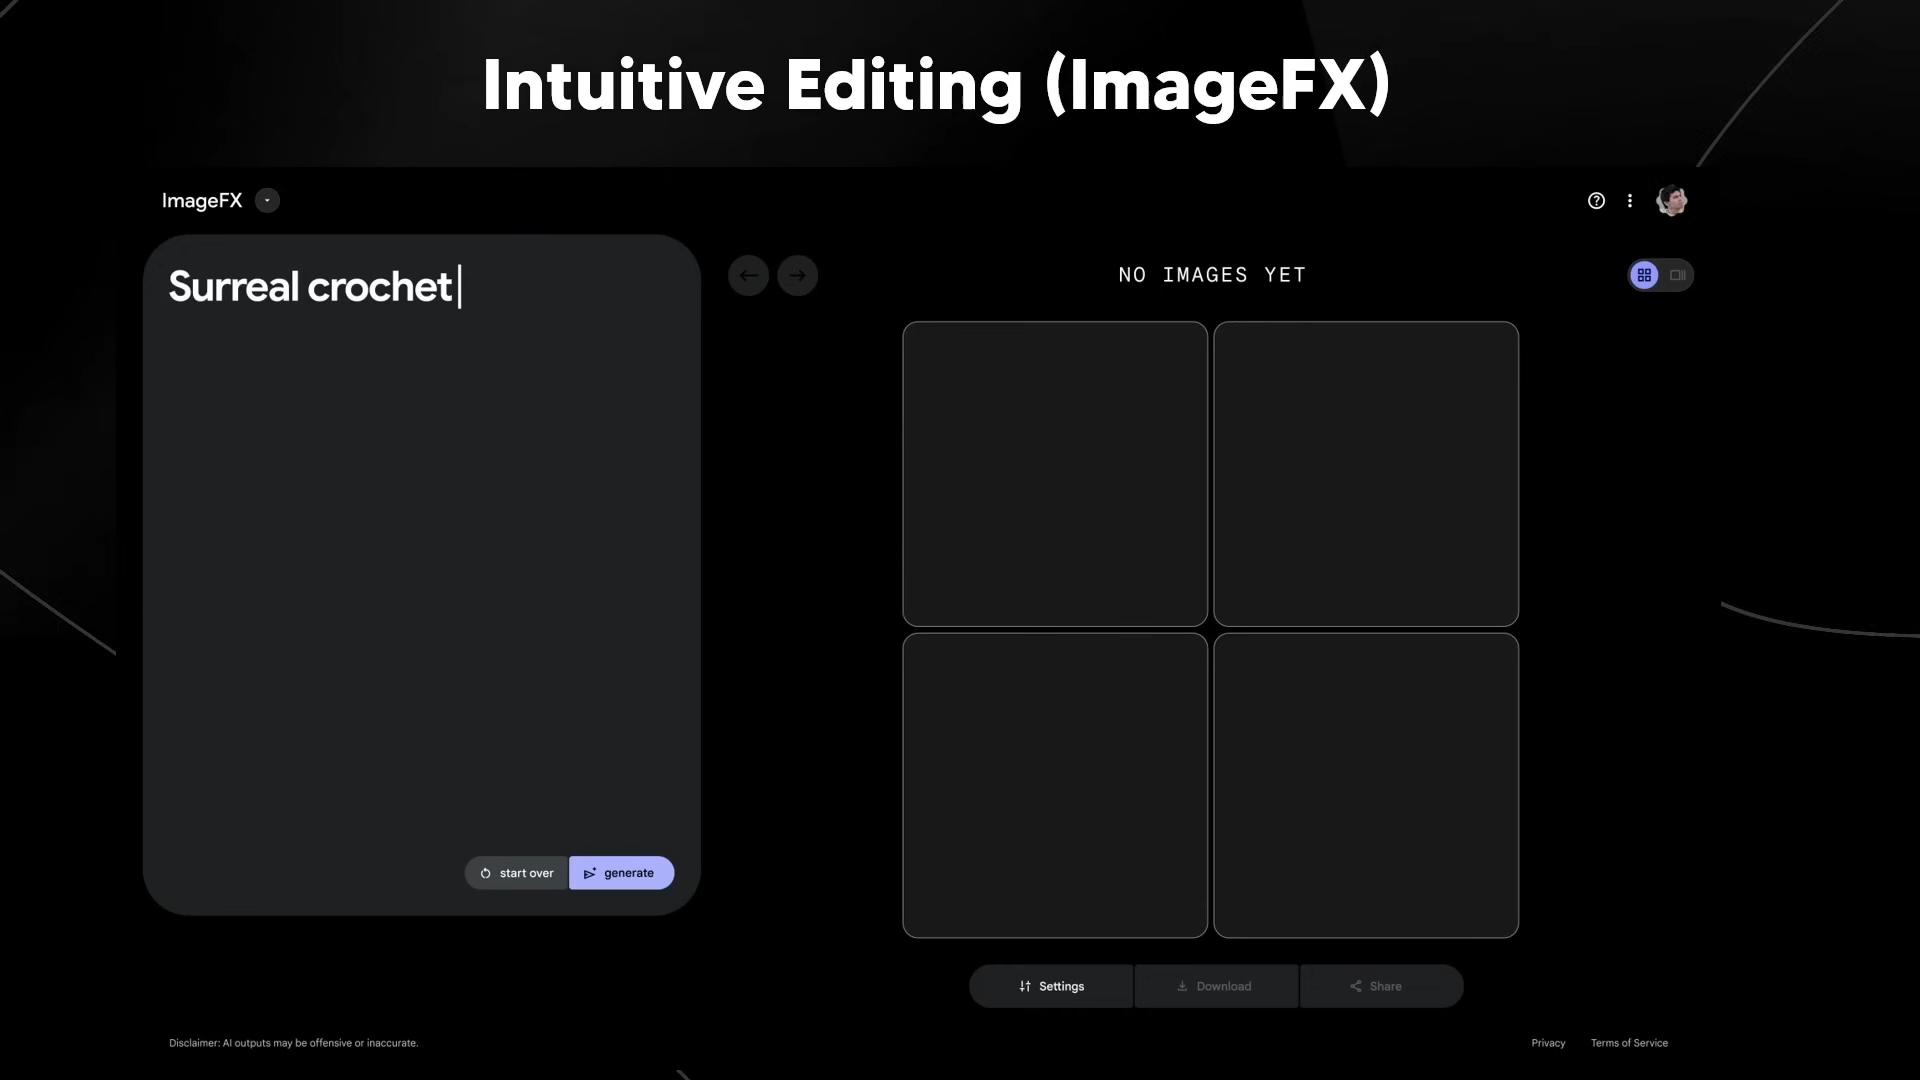 Intuitive Editing (ImageFX)
ImageFX
Surreal crochet
NO IMAGES YET
start over
generate
Settings
Download
Share
Disclaimer: AI outputs may be offensive or inaccurate.
Privacy
Terms of Service